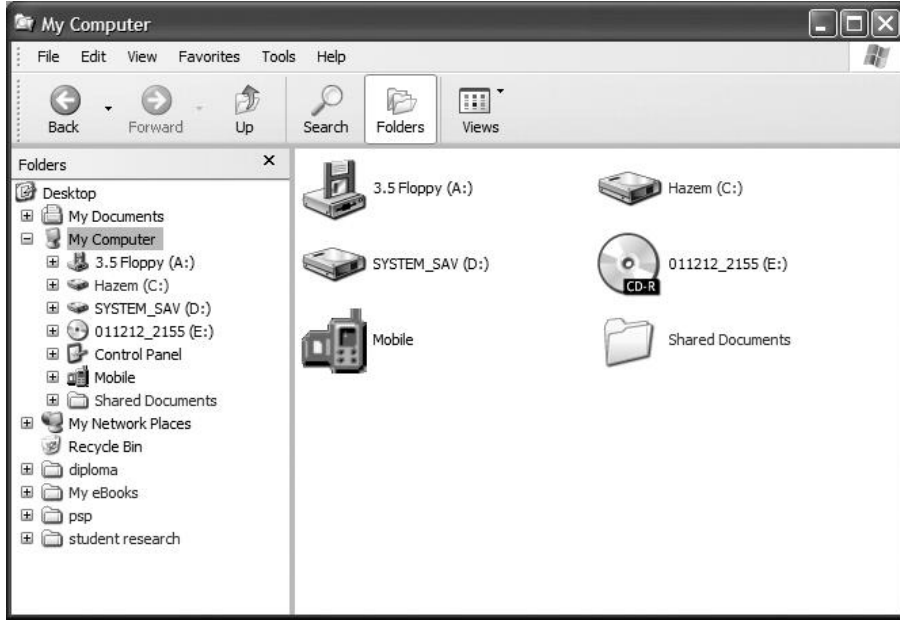 My Computer
File Edit View Favorites Tools Help
Back Forward Up Search Folders Views
Folders
Desktop
My Documents
My Computer
3.5 Floppy (A:)
Hazem (C:)
SYSTEM_SAV (D:)
011212_2155 (E:)
Control Panel
Mobile
Shared Documents
My Network Places
Recycle Bin
diploma
My eBooks
psp
student research
3.5 Floppy (A:) Hazem (C:)
SYSTEM_SAV (D:) 011212_2155 (E:)
CD-R
Mobile Shared Documents